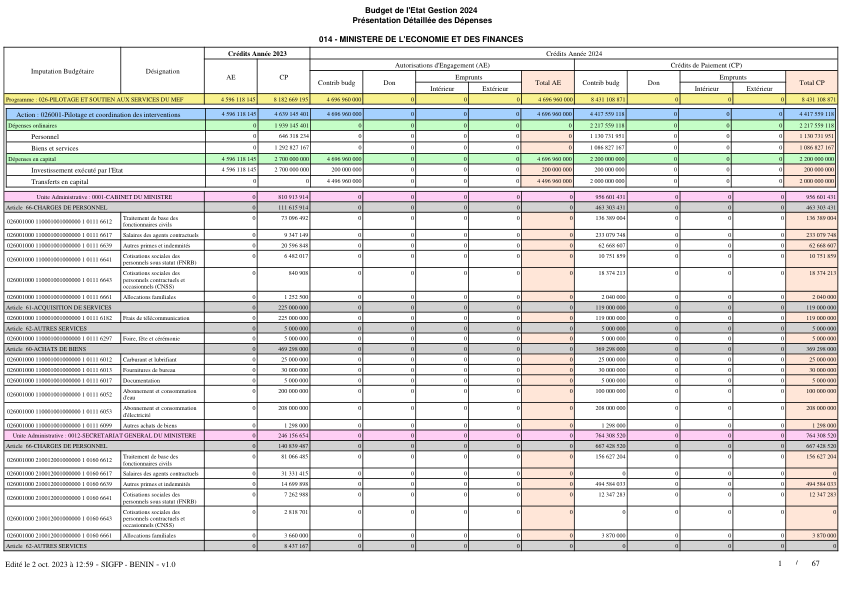 Budget de l'Etat Gestion 2024
Présentation Détaillée des Dépenses
014 - MINISTERE DE L'ECONOMIE ET DES FINANCES
Imputation Budgétaire Désignation Crédits Année 2023 Crédits Année 2024
AE CP Autorisations d'Engagement (AE) Crédits de Paiement (CP)
Contrib budg Don Emprunts Total AE Contrib budg Don Emprunts Total CP
Intérieur Extérieur Intérieur Extérieur
Programme : 026-PILOTAGE ET SOUTIEN AUX SERVICES DU MEF 4 596 118 145 8 182 669 195 4 696 960 000 0 0 0 4 696 960 000 8 431 108 871 0 0 0 8 431 108 871
Action : 026001-Pilotage et coordination des interventions 4 596 118 145 4 639 145 401 4 696 960 000 0 0 0 4 696 960 000 4 417 559 118 0 0 0 4 417 559 118
Dépenses ordinaires 0 1 939 145 401 0 0 0 0 0 2 217 559 118 0 0 0 2 217 559 118
Personnel 0 646 318 234 0 0 0 0 0 1 130 731 951 0 0 0 1 130 731 951
Biens et services 0 1 292 827 167 0 0 0 0 0 1 086 827 167 0 0 0 1 086 827 167
Dépenses en capital 4 596 118 145 2 700 000 000 4 696 960 000 0 0 0 4 696 960 000 2 200 000 000 0 0 0 2 200 000 000
Investissement exécuté par l'Etat 4 596 118 145 2 700 000 000 200 000 000 0 0 0 200 000 000 200 000 000 0 0 0 200 000 000
Transferts en capital 0 0 4 496 960 000 0 0 0 4 496 960 000 2 000 000 000 0 0 0 2 000 000 000
Unite Administrative : 0001-CABINET DU MINISTRE 0 810 913 914 0 0 0 0 0 956 601 431 0 0 0 956 601 431
Article 66-CHARGES DE PERSONNEL 0 111 615 914 0 0 0 0 0 463 303 431 0 0 0 463 303 431
026001000 1100010010000000 1 0111 6612 Traitement de base des fonctionnaires civils 0 73 096 492 0 0 0 0 0 136 389 004 0 0 0 136 389 004
026001000 1100010010000000 1 0111 6617 Salaires des agents contractuels 0 9 347 149 0 0 0 0 0 233 079 748 0 0 0 233 079 748
026001000 1100010010000000 1 0111 6639 Autres primes et indemnités 0 20 596 848 0 0 0 0 0 62 668 607 0 0 0 62 668 607
026001000 1100010010000000 1 0111 6641 Cotisations sociales des personnels sous statut (FNRB) 0 6 482 017 0 0 0 0 0 10 751 859 0 0 0 10 751 859
026001000 1100010010000000 1 0111 6643 Cotisations sociales des personnels contractuels et occasionnels (CNSS) 0 840 908 0 0 0 0 0 18 374 213 0 0 0 18 374 213
026001000 1100010010000000 1 0111 6661 Allocations familiales 0 1 252 500 0 0 0 0 0 2 040 000 0 0 0 2 040 000
Article 61-ACQUISITION DE SERVICES 0 225 000 000 0 0 0 0 0 119 000 000 0 0 0 119 000 000
026001000 1100010010000000 1 0111 6182 Frais de télécommunication 0 225 000 000 0 0 0 0 0 119 000 000 0 0 0 119 000 000
Article 62-AUTRES SERVICES 0 5 000 000 0 0 0 0 0 5 000 000 0 0 0 5 000 000
026001000 1100010010000000 1 0111 6297 Foire, fête et cérémonie 0 5 000 000 0 0 0 0 0 5 000 000 0 0 0 5 000 000
Article 60-ACHATS DE BIENS 0 469 298 000 0 0 0 0 0 369 298 000 0 0 0 369 298 000
026001000 1100010010000000 1 0111 6012 Carburant et lubrifiant 0 25 000 000 0 0 0 0 0 25 000 000 0 0 0 25 000 000
026001000 1100010010000000 1 0111 6013 Fournitures de bureau 0 30 000 000 0 0 0 0 0 30 000 000 0 0 0 30 000 000
026001000 1100010010000000 1 0111 6017 Documentation 0 5 000 000 0 0 0 0 0 5 000 000 0 0 0 5 000 000
026001000 1100010010000000 1 0111 6052 Abonnement et consommation d'eau 0 200 000 000 0 0 0 0 0 100 000 000 0 0 0 100 000 000
026001000 1100010010000000 1 0111 6053 Abonnement et consommation d'électricité 0 208 000 000 0 0 0 0 0 208 000 000 0 0 0 208 000 000
026001000 1100010010000000 1 0111 6099 Autres achats de biens 0 1 298 000 0 0 0 0 0 1 298 000 0 0 0 1 298 000
Unite Administrative : 0012-SECRETARIAT GENERAL DU MINISTERE 0 246 156 654 0 0 0 0 0 764 308 520 0 0 0 764 308 520
Article 66-CHARGES DE PERSONNEL 0 140 839 487 0 0 0 0 0 667 428 520 0 0 0 667 428 520
026001000 2100120010000000 1 0160 6612 Traitement de base des fonctionnaires civils 0 81 066 485 0 0 0 0 0 156 627 204 0 0 0 156 627 204
026001000 2100120010000000 1 0160 6617 Salaires des agents contractuels 0 31 331 415 0 0 0 0 0 0 0 0 0 0
026001000 2100120010000000 1 0160 6639 Autres primes et indemnités 0 14 699 898 0 0 0 0 0 494 584 033 0 0 0 494 584 033
026001000 2100120010000000 1 0160 6641 Cotisations sociales des personnels sous statut (FNRB) 0 7 262 988 0 0 0 0 0 12 347 283 0 0 0 12 347 283
026001000 2100120010000000 1 0160 6643 Cotisations sociales des personnels contractuels et occasionnels (CNSS) 0 2 818 701 0 0 0 0 0 0 0 0 0 0
026001000 2100120010000000 1 0160 6661 Allocations familiales 0 3 660 000 0 0 0 0 0 3 870 000 0 0 0 3 870 000
Article 62-AUTRES SERVICES 0 8 437 167 0 0 0 0 0 0 0 0 0 0
Edité le 2 oct. 2023 à 12:59 - SIGFP - BENIN - v1.0 1 / 67